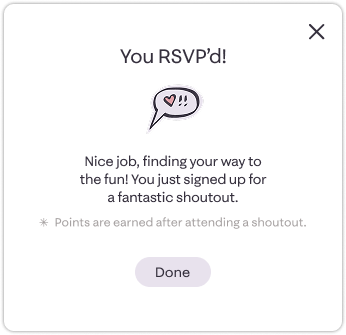 You RSVP’d!
!!
Nice job, finding your way to
the fun! You just signed up for
a fantastic shoutout.
✳ Points are earned after attending a shoutout.
Done